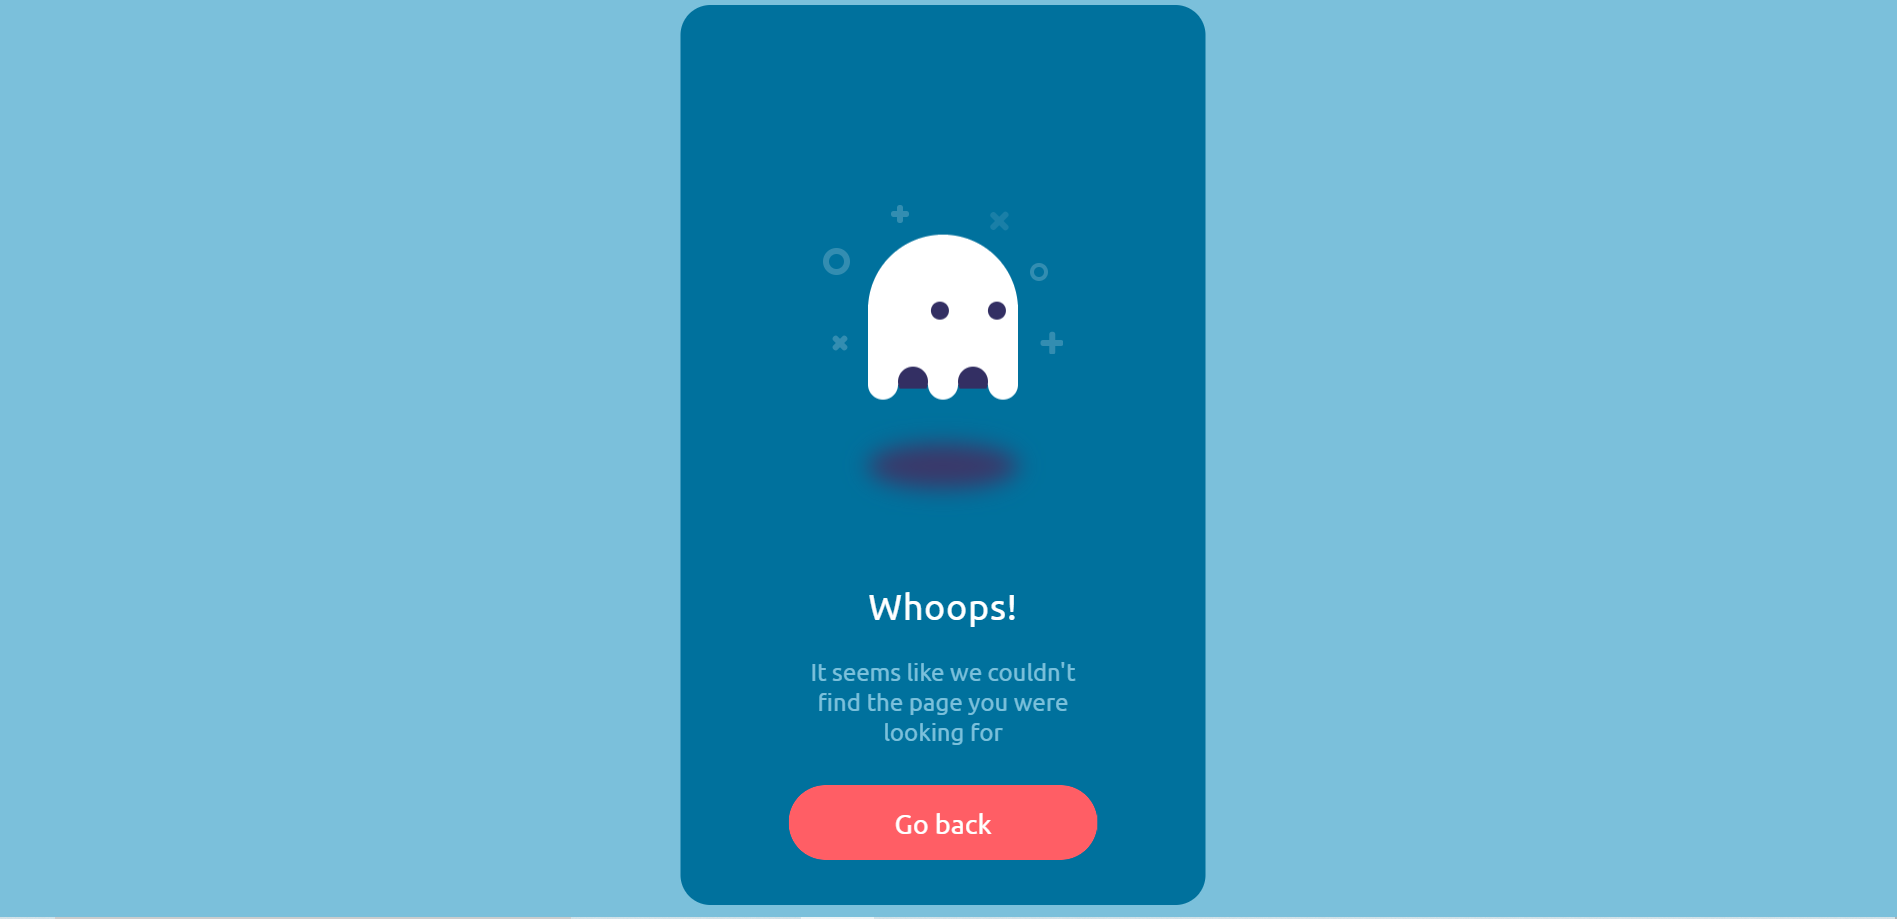 Whoops!
It seems like we couldn't
find the page you were
looking for
Go back